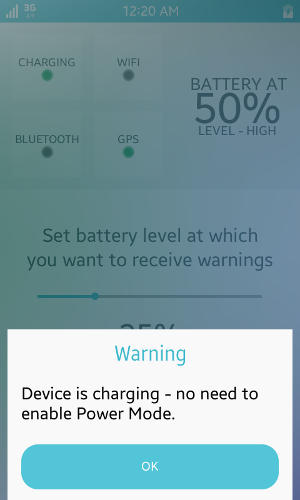 3G
12:20 AM
CHARGING
WIFI
BLUETOOTH
GPS
BATTERY AT
50%
LEVEL - HIGH
Set battery level at which
you want to receive warnings
25%
Warning
Device is charging - no need to
enable Power Mode.
OK